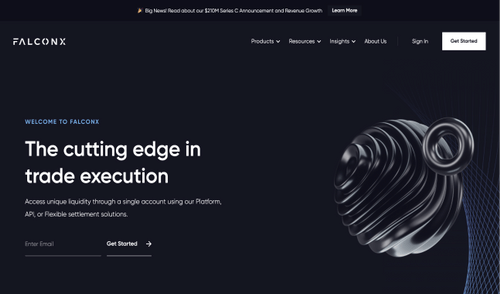 🎉 Big News! Read about our $210M Series C Announcement and Revenue Growth Learn More
FALCONX Products Resources Insights About Us Sign In Get Started
WELCOME TO FALCONX
The cutting edge in
trade execution
Access unique liquidity through a single account using our Platform,
API, or Flexible settlement solutions.
Enter Email Get Started →